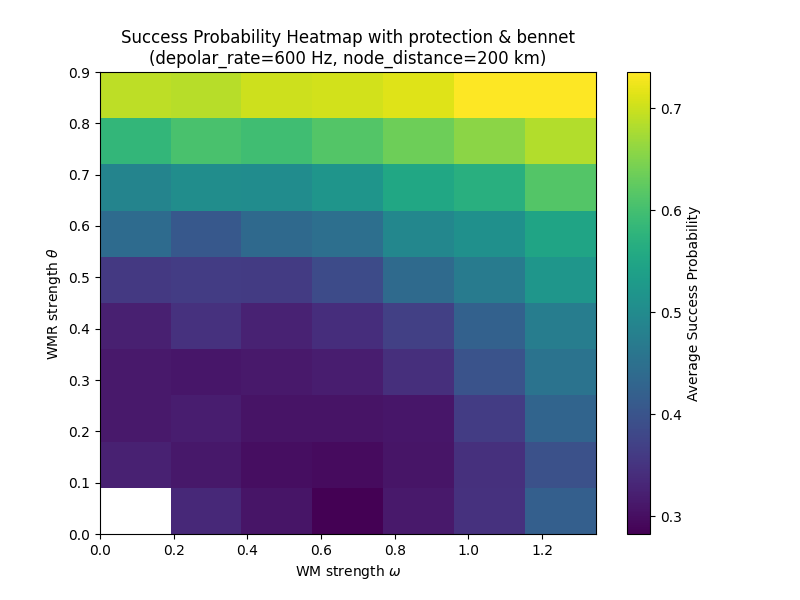 Success Probability Heatmap with protection & bennet
(depolar_rate=600 Hz, node_distance=200 km)
0.9
0.8
0.7
0.6
0.5
0.4
0.3
0.2
0.1
0.0
WMR strength θ
0.0 0.2 0.4 0.6 0.8 1.0 1.2
WM strength ω
0.7
0.6
0.5
0.4
0.3
Average Success Probability